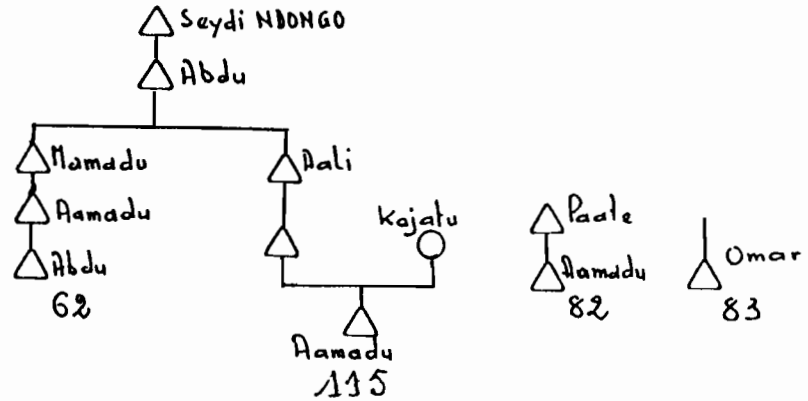 Seydi NDONGO
Abdu
Mamadu
Dali
Aamadu
Kajatu
Paate
Abdu
Aamadu
Omar
62
82
83
Aamadu
115